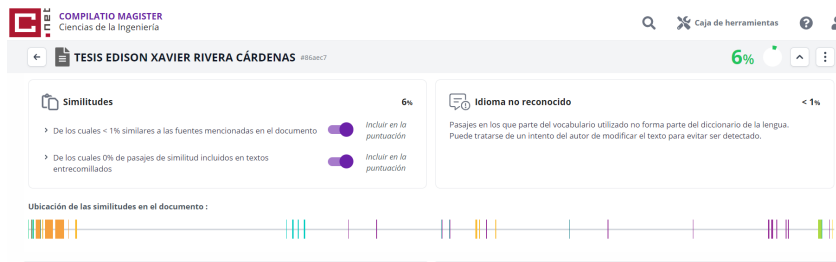 .net
COMPILATIO MAGISTER
Ciencias de la Ingeniería
Caja de herramientas
?
TESIS EDISON XAVIER RIVERA CÁRDENAS #86aec7
6%
Similitudes 6%
De los cuales < 1% similares a las fuentes mencionadas en el documento
Incluir en la
puntuación
De los cuales 0% de pasajes de similitud incluidos en textos
entrecomillados
Incluir en la
puntuación
Idioma no reconocido < 1%
Pasajes en los que parte del vocabulario utilizado no forma parte del diccionario de la lengua.
Puede tratarse de un intento del autor de modificar el texto para evitar ser detectado.
Ubicación de las similitudes en el documento :